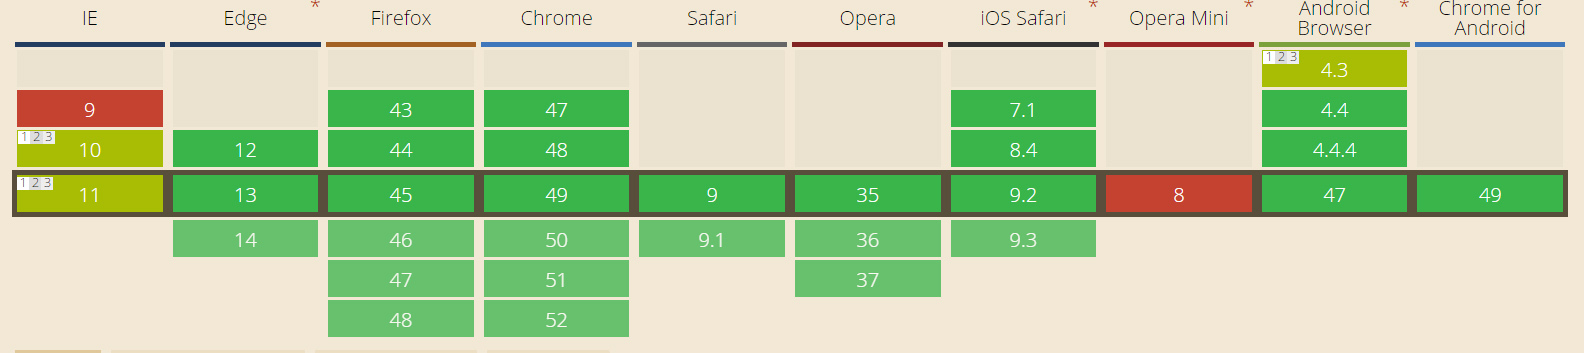 IE Edge * Firefox Chrome Safari Opera iOS Safari * Opera Mini * Android Browser * Chrome for Android
1 2 3 4.3
9 43 47 7.1 4.4
1 2 3 10 12 44 48 8.4 4.4.4
1 2 3 11 13 45 49 9 35 9.2 8 47 49
14 46 50 9.1 36 9.3
47 51 37
48 52